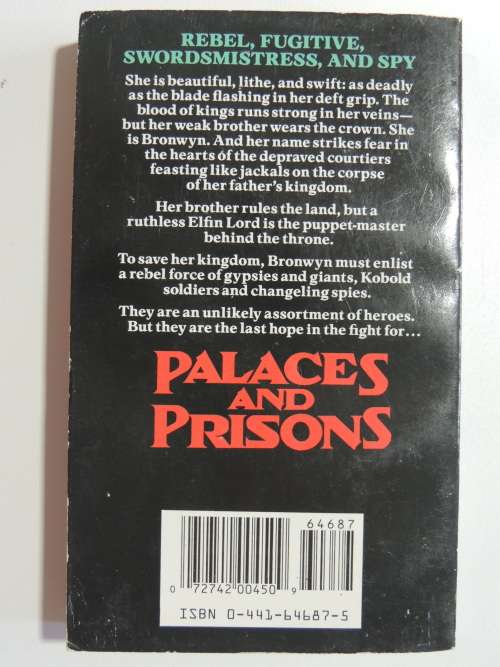 REBEL, FUGITIVE,
SWORDSMISTRESS, AND SPY
She is beautiful, lithe, and swift: as deadly
as the blade flashing in her deft grip. The
blood of kings runs strong in her veins—
but her weak brother wears the crown. She
is Bronwyn. And her name strikes fear in
the hearts of the depraved courtiers
feasting like jackals on the corpse
of her father's kingdom.
Her brother rules the land, but a
ruthless Elfin Lord is the puppet-master
behind the throne.
To save her kingdom, Bronwyn must enlist
a rebel force of gypsies and giants, Kobold
soldiers and changeling spies.
They are an unlikely assortment of heroes.
But they are the last hope in the fight for...
PALACES
AND
PRISONS
64687
0 72742 00450 9
ISBN 0-441-64687-5